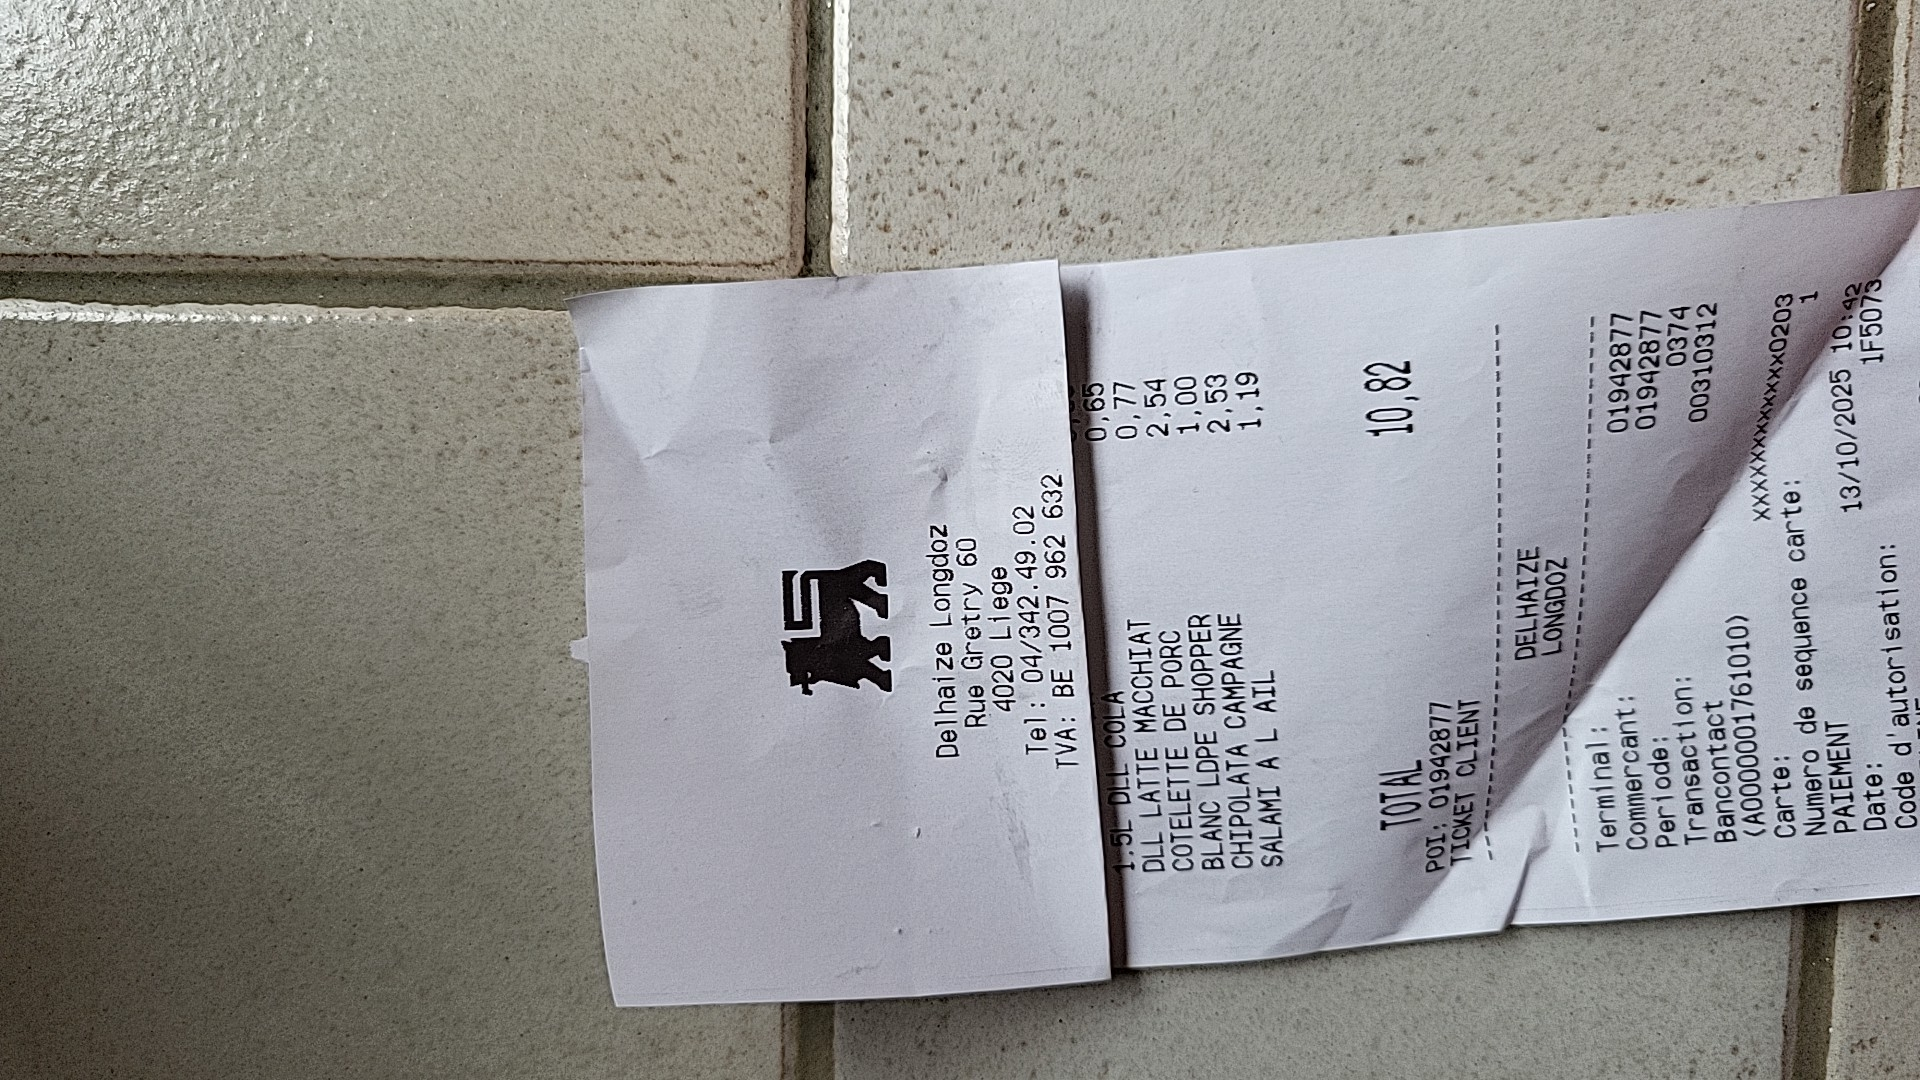 Delhaize Longdoz
Rue Gretry 60
4020 Liege
Tel: 04/342.49.02
TVA: BE 1007 962 632
1.5L DLL COLA 0,65
DLL LATTE MACCHIAT 0,77
COTELETTE DE PORC 2,54
BLANC LDPE SHOPPER 1,00
CHIPOLATA CAMPAGNE 2,53
SALAMI A L AIL 1,19
TOTAL 10,82
POI: 01942877
TICKET CLIENT
DELHAIZE
LONGDOZ
Terminal: 01942877
Commercant: 01942877
Periode: 0374
Transaction: 00310312
Bancontact
(A0000001761010)
Carte: xxxxxxxxxxxx0203
Numero de sequence carte: 1
PAIEMENT
Date: 13/10/2025 10:42
Code d'autorisation: 1F5073